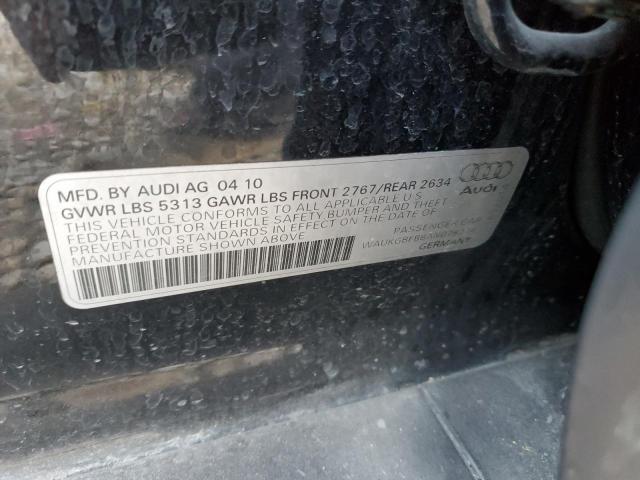 MFD. BY AUDI AG 04 10
GVWR LBS 5313 GAWR LBS FRONT 2767/REAR 2634
THIS VEHICLE CONFORMS TO ALL APPLICABLE U.S.
FEDERAL MOTOR VEHICLE SAFETY BUMPER AND THEFT
PREVENTION STANDARDS IN EFFECT ON THE DATE OF
MANUFACTURE SHOWN ABOVE
Audi
PASSENGER CAR
GERMANY